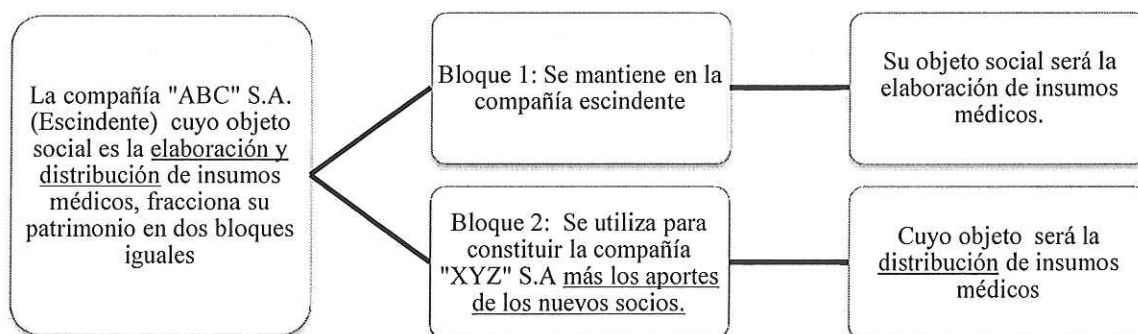 La compañía "ABC" S.A.
(Escindente) cuyo objeto
social es la elaboración y
distribución de insumos
médicos, fracciona su
patrimonio en dos bloques
iguales
Bloque 1: Se mantiene en la
compañía escindente
Su objeto social será la
elaboración de insumos
médicos.
Bloque 2: Se utiliza para
constituir la compañía
"XYZ" S.A más los aportes
de los nuevos socios.
Cuyo objeto será la
distribución de insumos
médicos